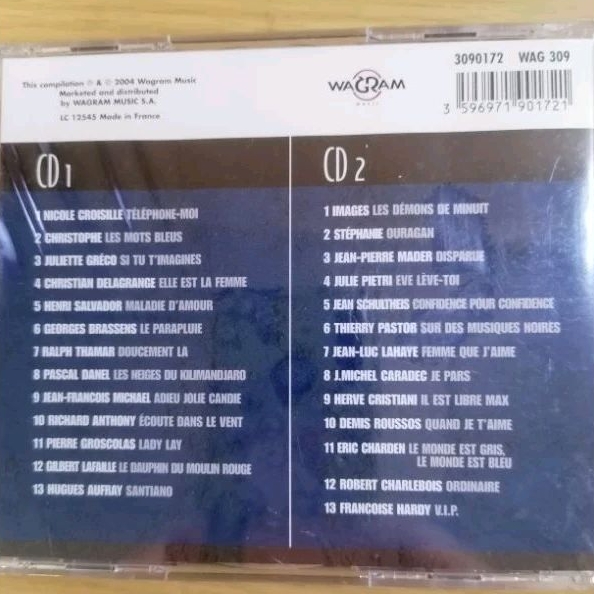 This compilation ℗ & © 2004 Wagram Music
Marketed and distributed
by WAGRAM MUSIC S.A.
LC 12545 Made in France
WAGRAM
MUSIC
3090172 WAG 309
3 596971 901721
CD 1
1 NICOLE CROISILLE TÉLÉPHONE-MOI
2 CHRISTOPHE LES MOTS BLEUS
3 JULIETTE GRÉCO SI TU T'IMAGINES
4 CHRISTIAN DELAGRANGE ELLE EST LA FEMME
5 HENRI SALVADOR MALADIE D'AMOUR
6 GEORGES BRASSENS LE PARAPLUIE
7 RALPH THAMAR DOUCEMENT LA
8 PASCAL DANEL LES NEIGES DU KILIMANDJARO
9 JEAN-FRANÇOIS MICHAEL ADIEU JOLIE CANDIE
10 RICHARD ANTHONY ÉCOUTE DANS LE VENT
11 PIERRE GROSCOLAS LADY LAY
12 GILBERT LAFAILLE LE DAUPHIN DU MOULIN ROUGE
13 HUGUES AUFRAY SANTIANO
CD 2
1 IMAGES LES DÉMONS DE MINUIT
2 STÉPHANIE OURAGAN
3 JEAN-PIERRE MADER DISPARUE
4 JULIE PIETRI EVE LÈVE-TOI
5 JEAN SCHULTHEIS CONFIDENCE POUR CONFIDENCE
6 THIERRY PASTOR SUR DES MUSIQUES NOIRES
7 JEAN-LUC LAHAYE FEMME QUE J'AIME
8 J.MICHEL CARADEC JE PARS
9 HERVE CRISTIANI IL EST LIBRE MAX
10 DEMIS ROUSSOS QUAND JE T'AIME
11 ERIC CHARDEN LE MONDE EST GRIS,
LE MONDE EST BLEU
12 ROBERT CHARLEBOIS ORDINAIRE
13 FRANCOISE HARDY V.I.P.